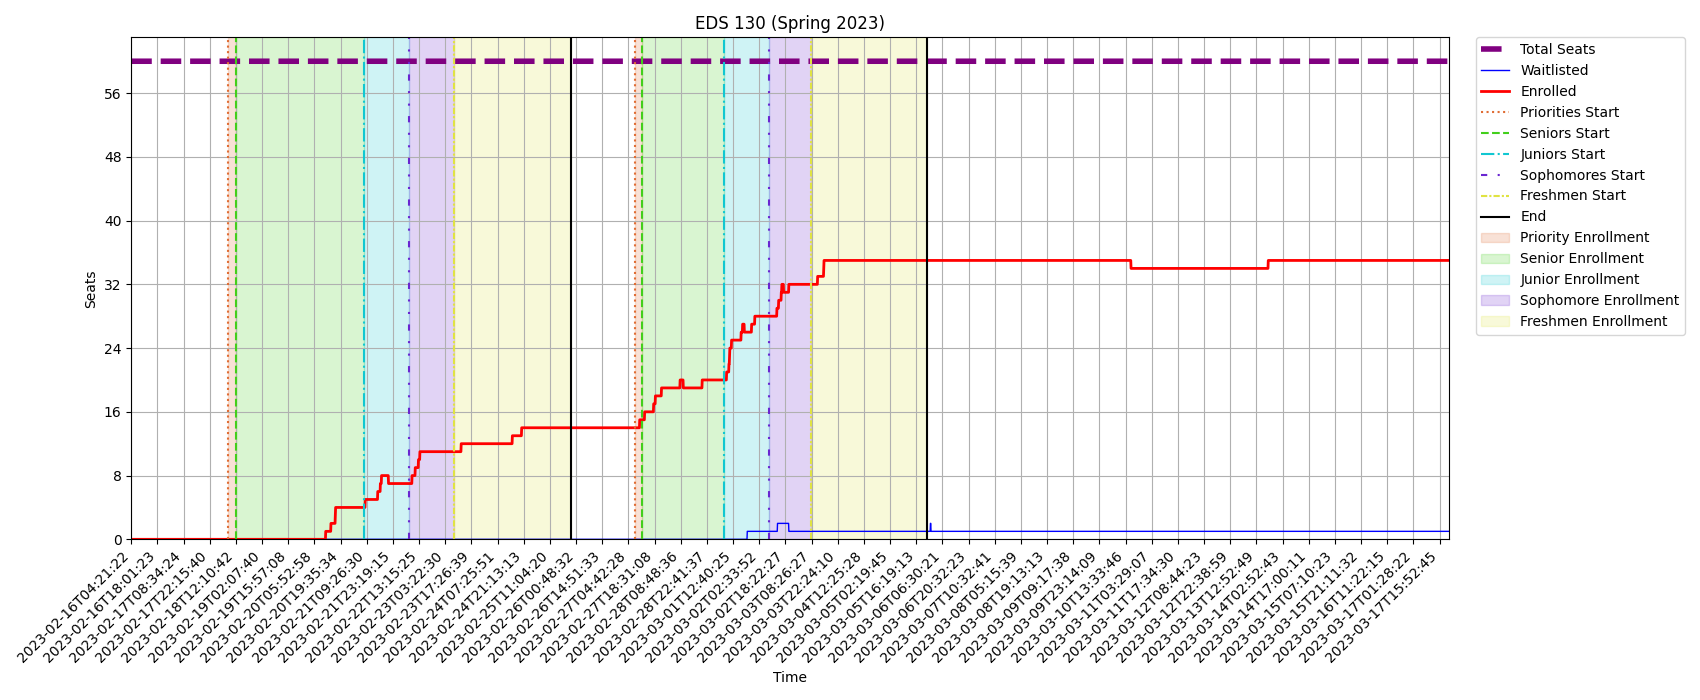 EDS 130 (Spring 2023)
Seats
56
48
40
32
24
16
8
0
2023-02-16T04:21:22
2023-02-16T18:01:23
2023-02-17T08:34:24
2023-02-17T22:15:40
2023-02-18T12:10:42
2023-02-19T02:07:40
2023-02-19T15:57:08
2023-02-20T05:52:58
2023-02-20T19:35:34
2023-02-21T09:26:30
2023-02-21T23:19:15
2023-02-22T13:15:25
2023-02-23T03:22:30
2023-02-23T17:26:39
2023-02-24T07:25:51
2023-02-24T21:13:13
2023-02-25T11:04:20
2023-02-26T00:48:32
2023-02-26T14:51:33
2023-02-27T04:42:28
2023-02-27T18:31:08
2023-02-28T08:48:36
2023-02-28T22:41:37
2023-03-01T12:40:25
2023-03-02T02:33:52
2023-03-02T18:22:27
2023-03-03T08:26:27
2023-03-03T22:24:10
2023-03-04T12:25:28
2023-03-05T02:19:45
2023-03-05T16:19:13
2023-03-06T06:30:21
2023-03-06T20:32:23
2023-03-07T10:32:41
2023-03-08T05:15:39
2023-03-08T19:13:13
2023-03-09T09:17:38
2023-03-09T23:14:09
2023-03-10T13:33:46
2023-03-11T03:29:07
2023-03-11T17:34:30
2023-03-12T08:44:23
2023-03-12T22:38:59
2023-03-13T12:52:49
2023-03-14T02:52:43
2023-03-14T17:00:11
2023-03-15T07:10:23
2023-03-15T21:11:32
2023-03-16T11:22:15
2023-03-17T01:28:22
2023-03-17T15:52:45
Time
Total Seats
Waitlisted
Enrolled
Priorities Start
Seniors Start
Juniors Start
Sophomores Start
Freshmen Start
End
Priority Enrollment
Senior Enrollment
Junior Enrollment
Sophomore Enrollment
Freshmen Enrollment